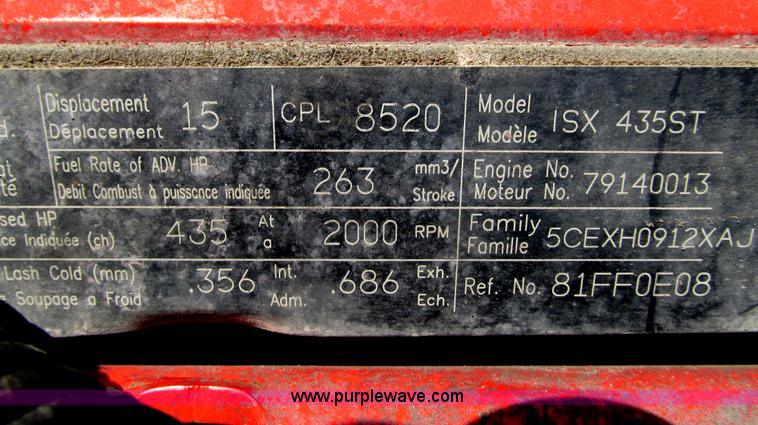 Displacement 15 CPL 8520 Model ISX 435ST
d. Déplacement Modèle
Fuel Rate of ADV. HP 263 mm3/ Engine No. 79140013
té Debit Combust à puissance indiquée Stroke Moteur No.
sed HP 435 At 2000 RPM Family 5CEXH0912XAJ
ce Indiquée (ch) a Famille
Lash Cold (mm) .356 Int. .686 Exh. Ref. No. 81FF0E08
e Soupage a Froid Adm. Ech.
www.purplewave.com